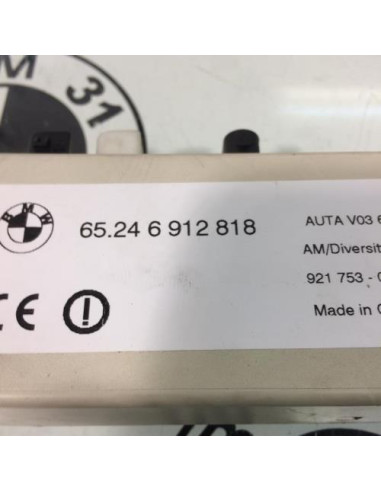 M 31
BMW
65.24 6 912 818
AUTA V03
AM/Diversit
921 753 -
CE
Made in